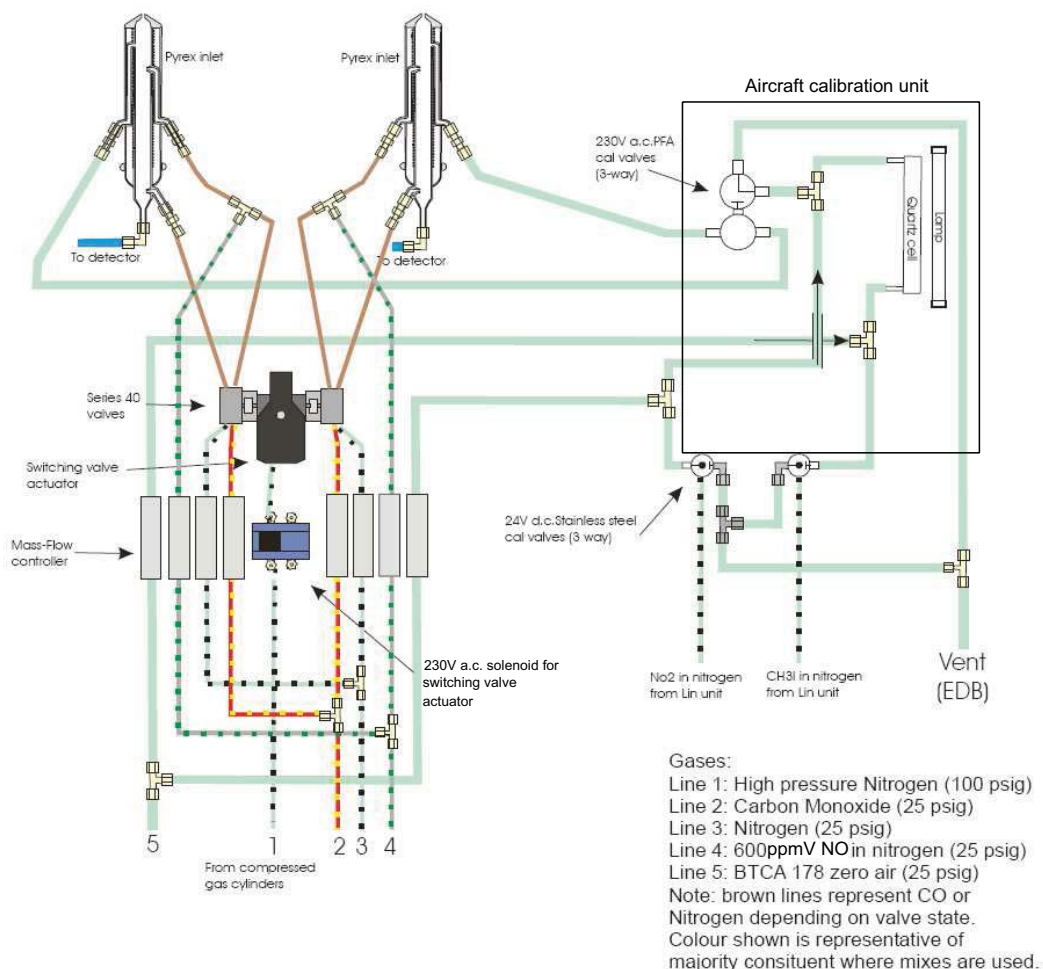 Pyrex inlet
Pyrex inlet
Aircraft calibration unit
230V a.c.PFA
cal valves
(3-way)
Quartz cell
Lamp
To detector
To detector
Series 40
valves
Switching valve
actuator
24V d.c.Stainless steel
cal valves (3 way)
Mass-Flow
controller
230V a.c. solenoid for
switching valve
actuator
No2 in nitrogen
from Lin unit
CH3I in nitrogen
from Lin unit
Vent
(EDB)
5
1
2
3
4
From compressed
gas cylinders
Gases:
Line 1: High pressure Nitrogen (100 psig)
Line 2: Carbon Monoxide (25 psig)
Line 3: Nitrogen (25 psig)
Line 4: 600ppmV NO in nitrogen (25 psig)
Line 5: BTCA 178 zero air (25 psig)
Note: brown lines represent CO or
Nitrogen depending on valve state.
Colour shown is representative of
majority consituent where mixes are used.